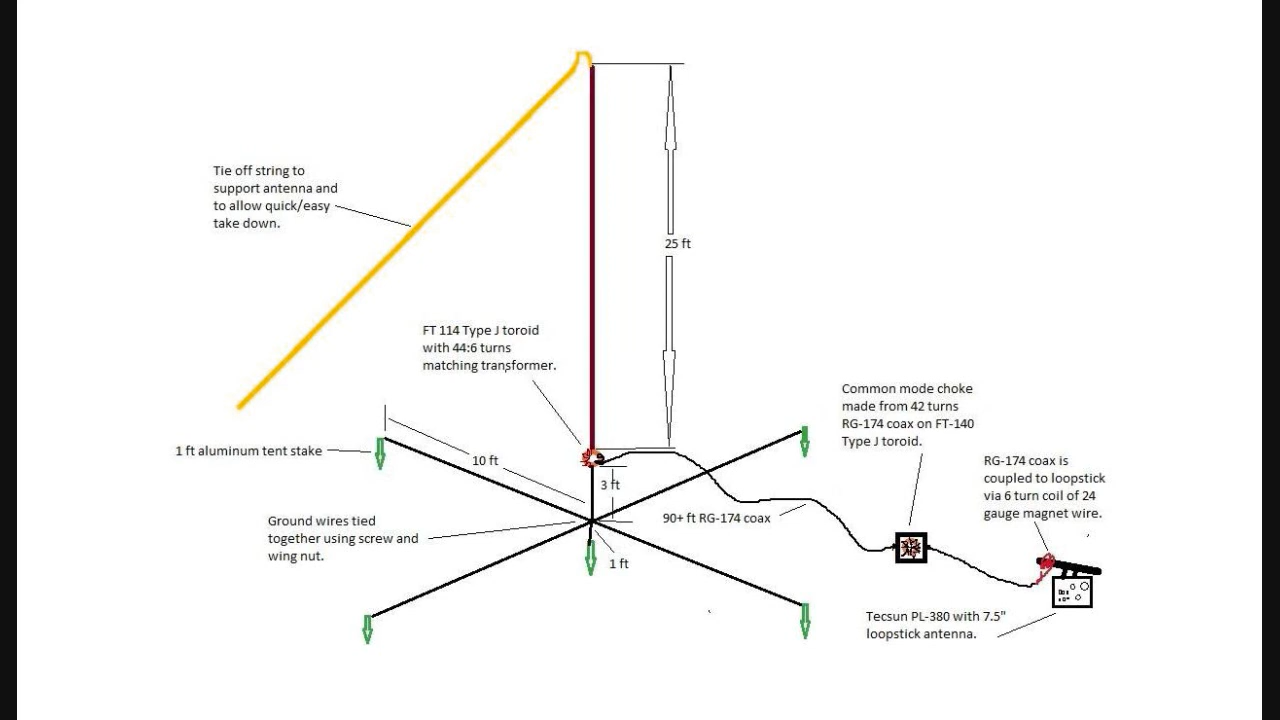 Tie off string to
support antenna and
to allow quick/easy
take down.
25 ft
FT 114 Type J toroid
with 44:6 turns
matching transformer.
Common mode choke
made from 42 turns
RG-174 coax on FT-140
Type J toroid.
1 ft aluminum tent stake
10 ft
RG-174 coax is
coupled to loopstick
via 6 turn coil of 24
gauge magnet wire.
3 ft
Ground wires tied
together using screw and
wing nut.
90+ ft RG-174 coax
1 ft
Tecsun PL-380 with 7.5"
loopstick antenna.